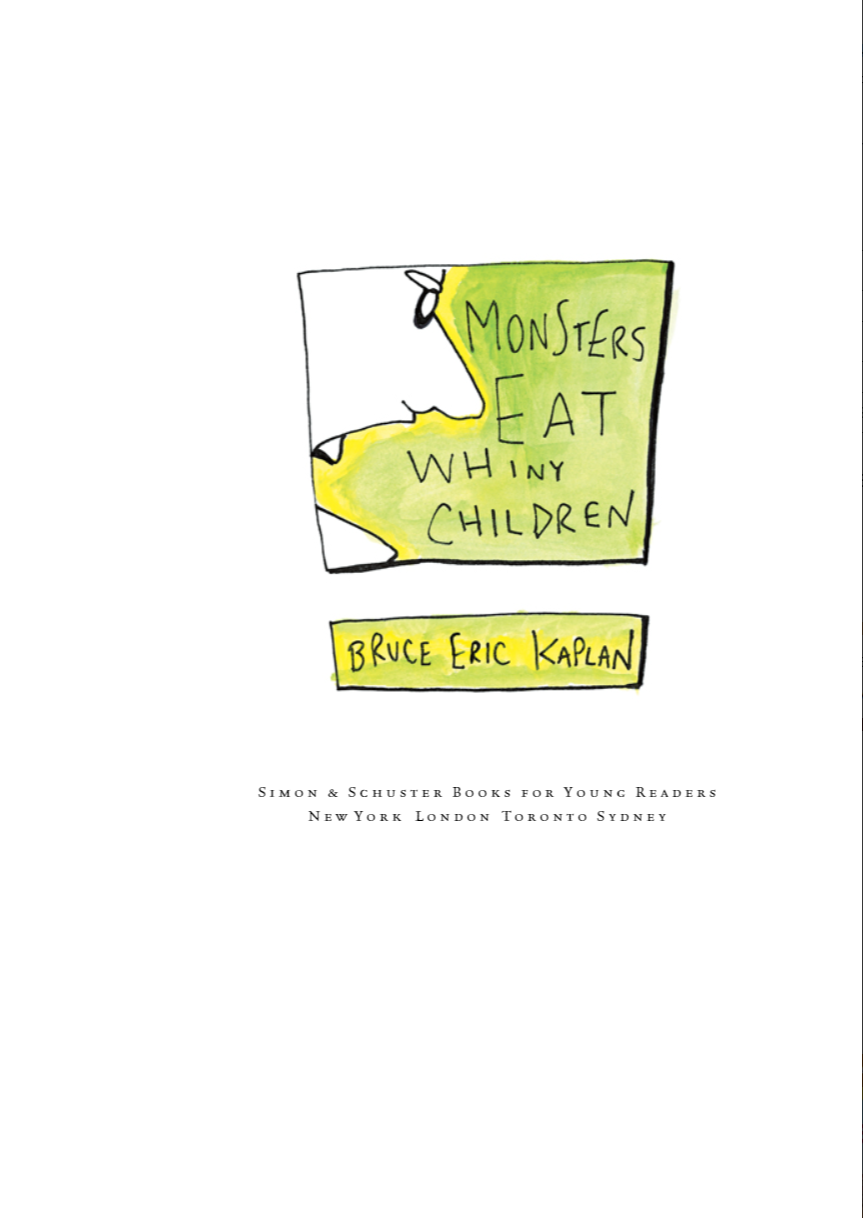 MONSTERS
EAT
WHINY
CHILDREN
BRUCE ERIC KAPLAN
SIMON & SCHUSTER BOOKS FOR YOUNG READERS
NEW YORK LONDON TORONTO SYDNEY